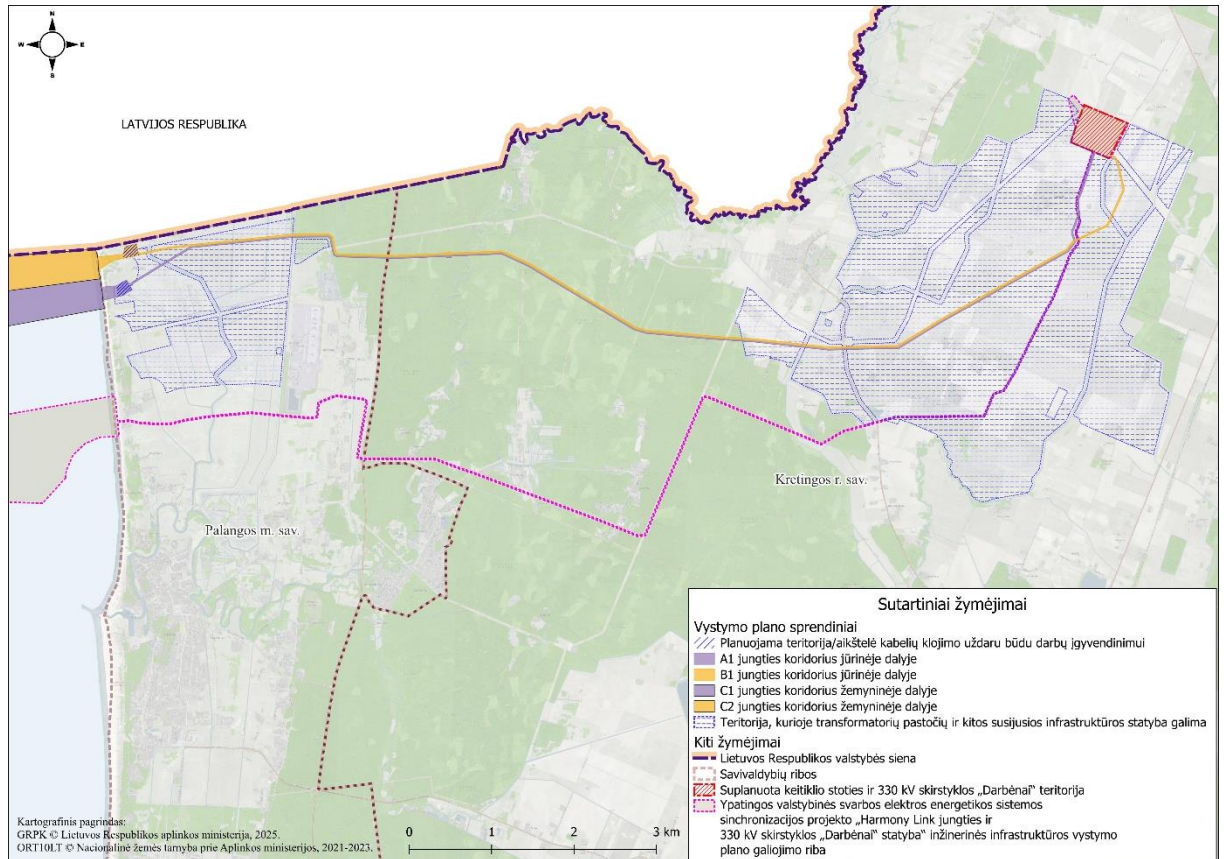 N
W E
S
LATVIJOS RESPUBLIKA
Kretingos r. sav.
Palangos m. sav.
Sutartiniai žymėjimai
Vystymo plano sprendiniai
Planuojama teritorija/aikštelė kabelių klojimo uždaru būdu darbų įgyvendinimui
A1 jungties koridorius jūrinėje dalyje
B1 jungties koridorius jūrinėje dalyje
C1 jungties koridorius žemyninėje dalyje
C2 jungties koridorius žemyninėje dalyje
Teritorija, kurioje transformatorių pastočių ir kitos susijusios infrastruktūros statyba galima
Kiti žymėjimai
Lietuvos Respublikos valstybės siena
Savivaldybių ribos
Suplanuota keitiklio stoties ir 330 kV skirstyklos „Darbėnai“ teritorija
Ypatingos valstybinės svarbos elektros energetikos sistemos
sinchronizacijos projekto „Harmony Link jungties ir
330 kV skirstyklos „Darbėnai“ statyba“ inžinerinės infrastruktūros vystymo
plano galiojimo riba
Kartografinis pagrindas:
GRPK © Lietuvos Respublikos aplinkos ministerija, 2025.
ORT10LT © Nacionalinė žemės tarnyba prie Aplinkos ministerijos, 2021-2023.
0 1 2 3 km